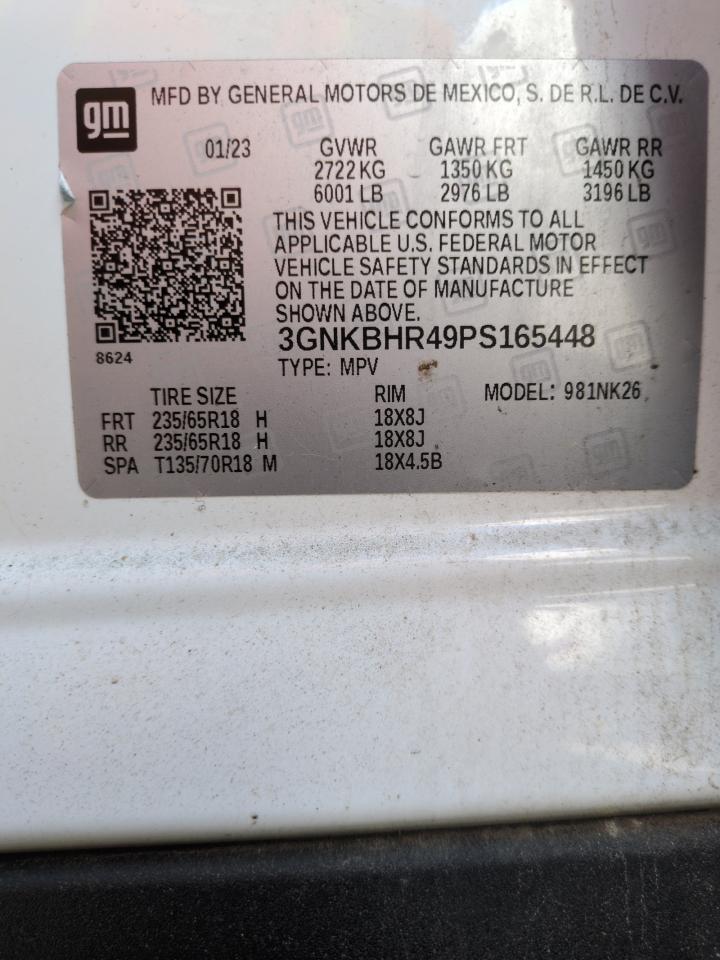 gm MFD BY GENERAL MOTORS DE MEXICO, S. DE R.L. DE C.V.
01/23 GVWR GAWR FRT GAWR RR
2722 KG 1350 KG 1450 KG
6001 LB 2976 LB 3196 LB
THIS VEHICLE CONFORMS TO ALL
APPLICABLE U.S. FEDERAL MOTOR
VEHICLE SAFETY STANDARDS IN EFFECT
ON THE DATE OF MANUFACTURE
SHOWN ABOVE.
3GNKBHR49PS165448
8624
TYPE: MPV
TIRE SIZE RIM MODEL: 981NK26
FRT 235/65R18 H 18X8J
RR 235/65R18 H 18X8J
SPA T135/70R18 M 18X4.5B